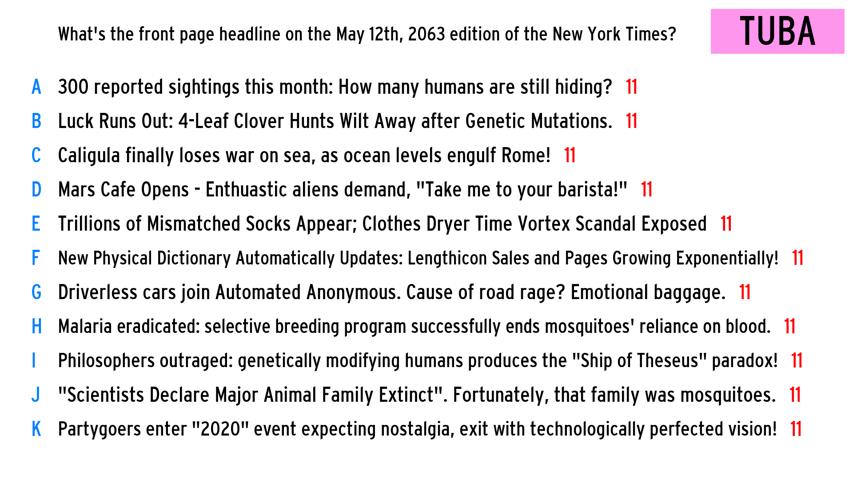 What's the front page headline on the May 12th, 2063 edition of the New York Times?
TUBA
A 300 reported sightings this month: How many humans are still hiding? 11
B Luck Runs Out: 4-Leaf Clover Hunts Wilt Away after Genetic Mutations. 11
C Caligula finally loses war on sea, as ocean levels engulf Rome! 11
D Mars Cafe Opens - Enthuastic aliens demand, "Take me to your barista!" 11
E Trillions of Mismatched Socks Appear; Clothes Dryer Time Vortex Scandal Exposed 11
F New Physical Dictionary Automatically Updates: Lengthicon Sales and Pages Growing Exponentially! 11
G Driverless cars join Automated Anonymous. Cause of road rage? Emotional baggage. 11
H Malaria eradicated: selective breeding program successfully ends mosquitoes' reliance on blood. 11
I Philosophers outraged: genetically modifying humans produces the "Ship of Theseus" paradox! 11
J "Scientists Declare Major Animal Family Extinct". Fortunately, that family was mosquitoes. 11
K Partygoers enter "2020" event expecting nostalgia, exit with technologically perfected vision! 11